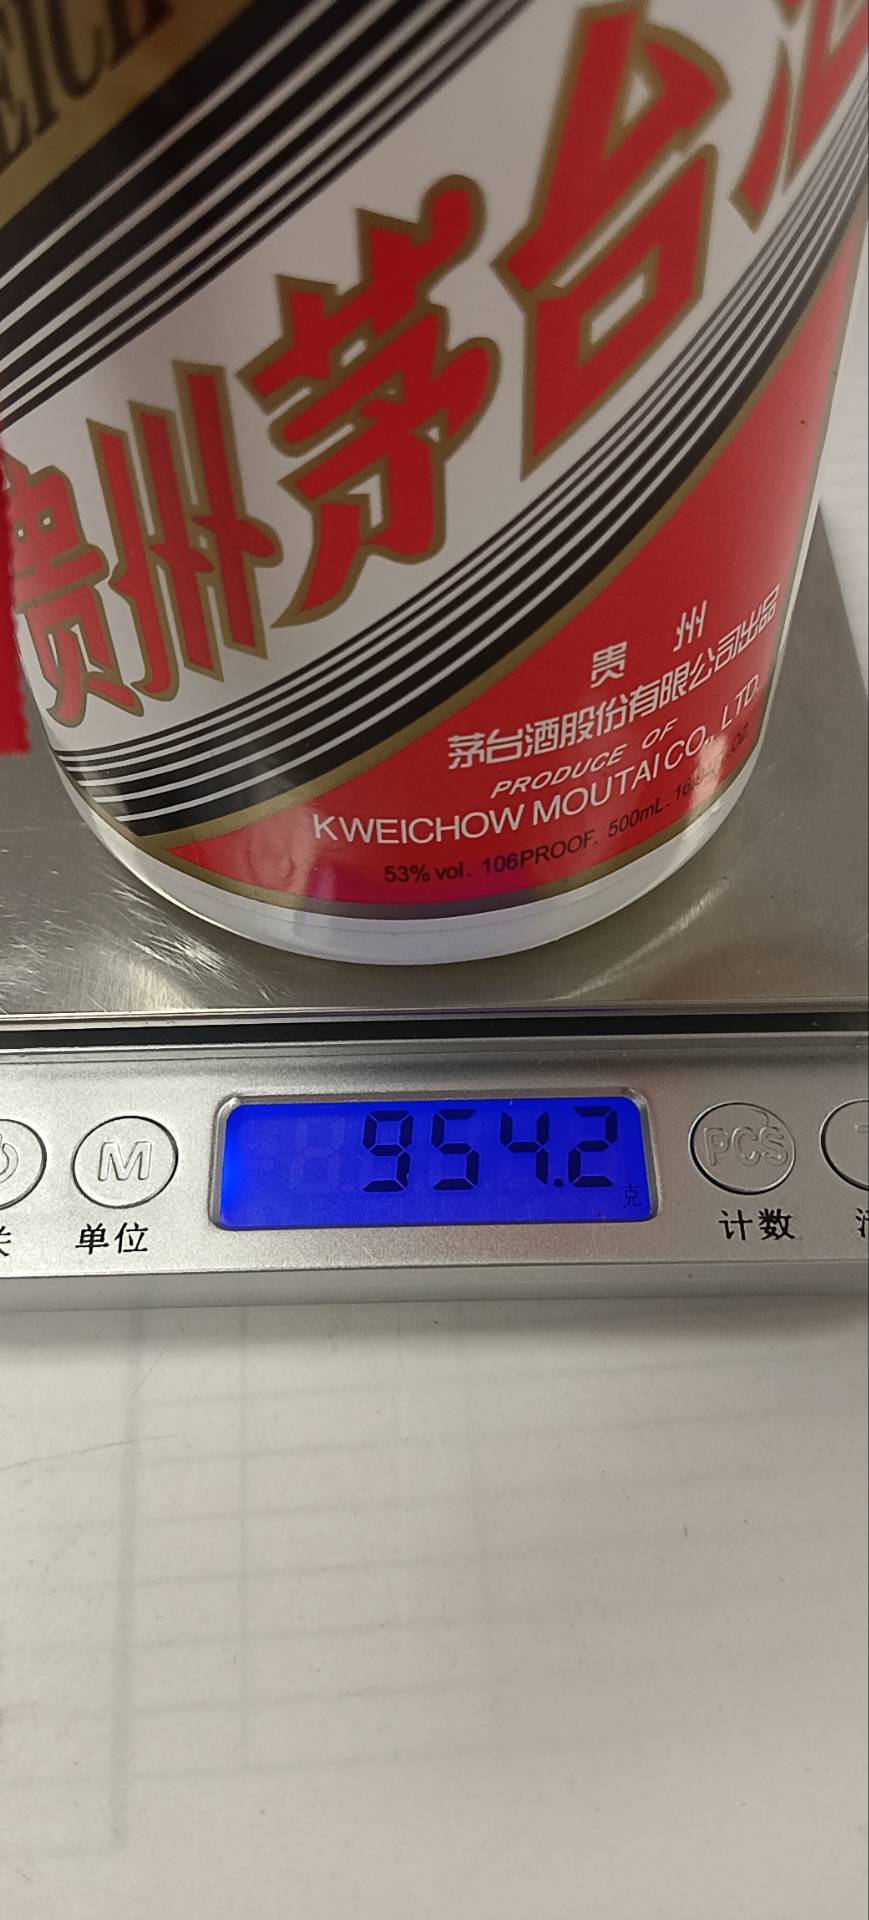 EICH
贵州茅台酒
贵 州
茅台酒股份有限公司出品
PRODUCE OF
KWEICHOW MOUTAI CO., LTD.
53% vol. 106PROOF. 500mL.
954.2
克
M
PCS
单位
计数